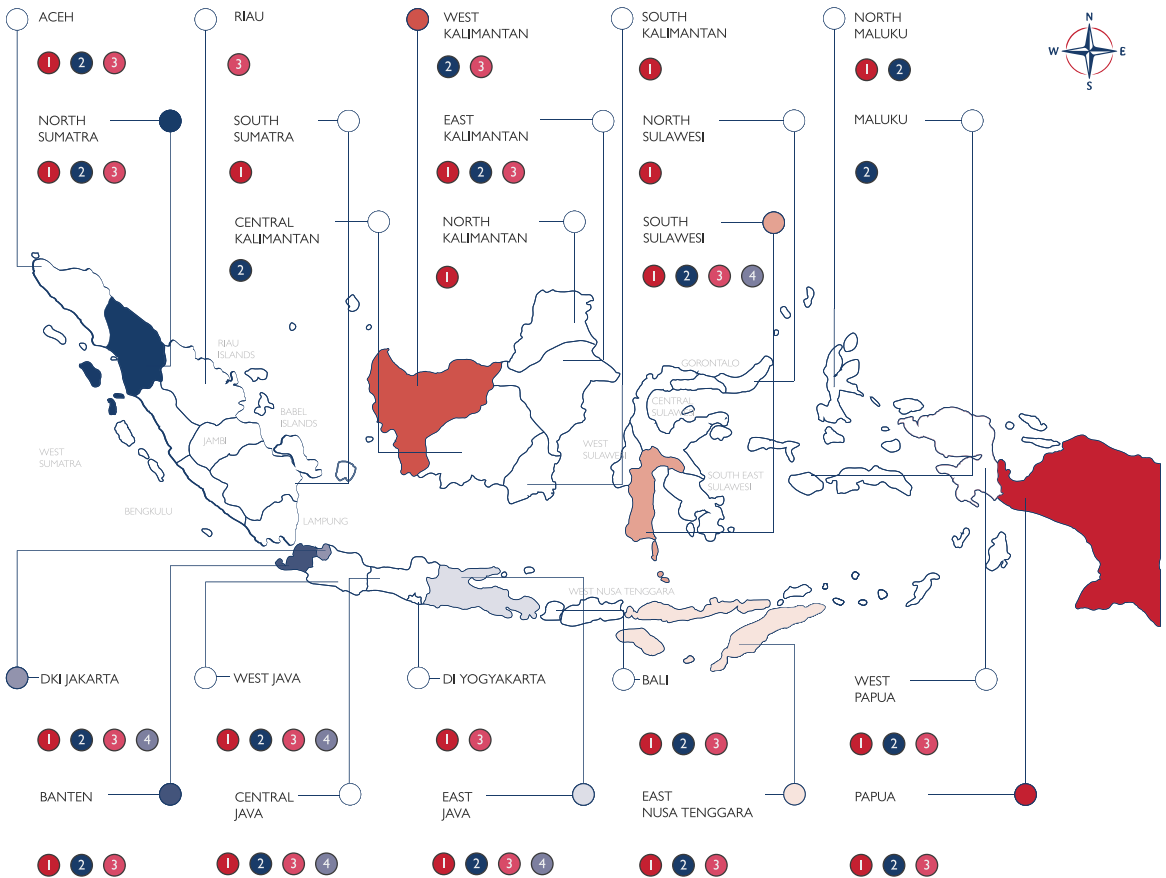 ACEH
1 2 3
RIAU
3
WEST
KALIMANTAN
2 3
SOUTH
KALIMANTAN
1
NORTH
MALUKU
1 2
N
W E
S
NORTH
SUMATRA
1 2 3
SOUTH
SUMATRA
1
EAST
KALIMANTAN
1 2 3
NORTH
SULAWESI
1
MALUKU
2
CENTRAL
KALIMANTAN
2
NORTH
KALIMANTAN
1
SOUTH
SULAWESI
1 2 3 4
RIAU
ISLANDS
GORONTALO
BABEL
ISLANDS
CENTRAL
SULAWESI
JAMBI
WEST
SUMATRA
WEST
SULAWESI
SOUTH EAST
SULAWESI
BENGKULU
LAMPUNG
WEST NUSA TENGGARA
DKI JAKARTA
1 2 3 4
WEST JAVA
1 2 3 4
DI YOGYAKARTA
1 3
BALI
1 2 3
WEST
PAPUA
1 2 3
BANTEN
1 2 3
CENTRAL
JAVA
1 2 3 4
EAST
JAVA
1 2 3 4
EAST
NUSA TENGGARA
1 2 3
PAPUA
1 2 3